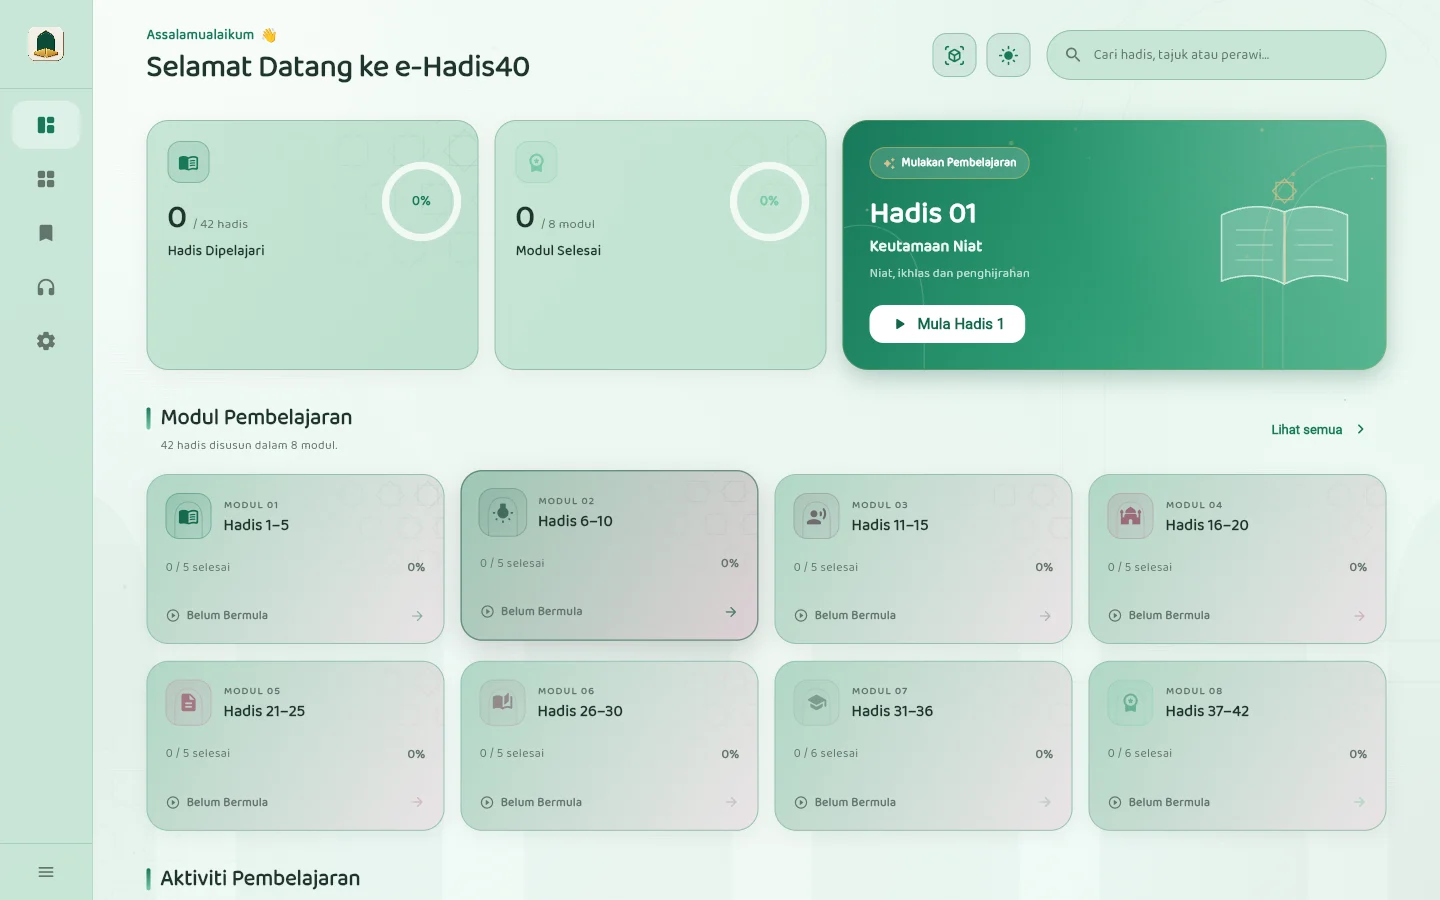 Assalamualaikum 👋
Selamat Datang ke e-Hadis40
Cari hadis, tajuk atau perawi...
0 / 42 hadis
Hadis Dipelajari
0%
0 / 8 modul
Modul Selesai
0%
Mulakan Pembelajaran
Hadis 01
Keutamaan Niat
Niat, ikhlas dan penghijrahan
Mula Hadis 1
Modul Pembelajaran
42 hadis disusun dalam 8 modul.
Lihat semua
MODUL 01
Hadis 1–5
0 / 5 selesai 0%
Belum Bermula
MODUL 02
Hadis 6–10
0 / 5 selesai 0%
Belum Bermula
MODUL 03
Hadis 11–15
0 / 5 selesai 0%
Belum Bermula
MODUL 04
Hadis 16–20
0 / 5 selesai 0%
Belum Bermula
MODUL 05
Hadis 21–25
0 / 5 selesai 0%
Belum Bermula
MODUL 06
Hadis 26–30
0 / 5 selesai 0%
Belum Bermula
MODUL 07
Hadis 31–36
0 / 6 selesai 0%
Belum Bermula
MODUL 08
Hadis 37–42
0 / 6 selesai 0%
Belum Bermula
Aktiviti Pembelajaran